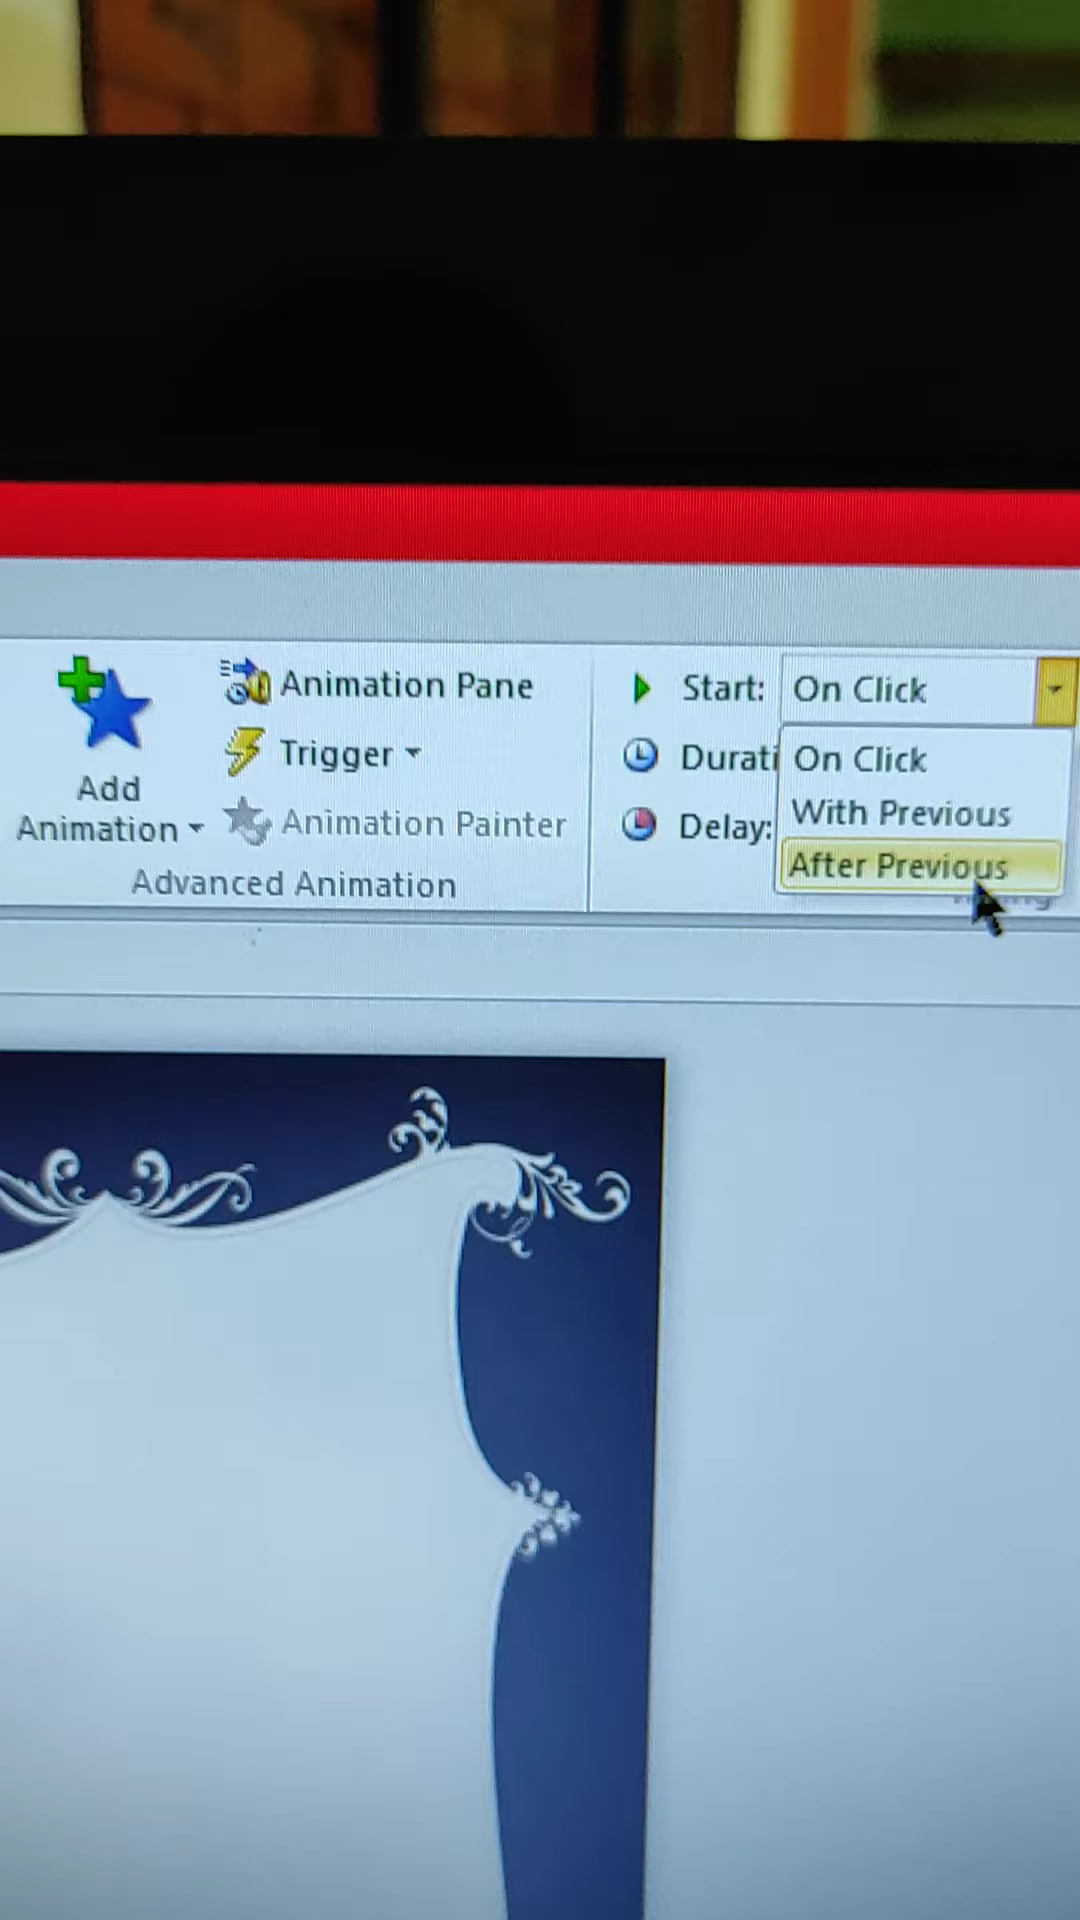 Animation Pane
Start: On Click
Trigger
Durati
On Click
Add
Animation
With Previous
Animation Painter
Delay:
After Previous
Advanced Animation